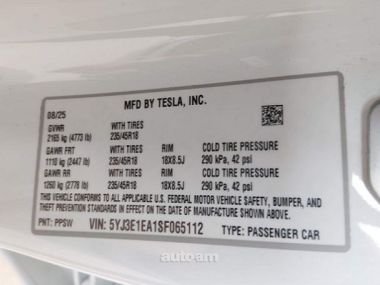 MFD BY TESLA, INC.
08/25
GVWR WITH TIRES
2165 kg (4773 lb) 235/45R18
GAWR FRT WITH TIRES RIM COLD TIRE PRESSURE
1110 kg (2447 lb) 235/45R18 18X8.5J 290 kPa, 42 psi
GAWR RR WITH TIRES RIM COLD TIRE PRESSURE
1260 kg (2778 lb) 235/45R18 18X8.5J 290 kPa, 42 psi
THIS VEHICLE CONFORMS TO ALL APPLICABLE U.S. FEDERAL MOTOR VEHICLE SAFETY, BUMPER, AND
THEFT PREVENTION STANDARDS IN EFFECT ON THE DATE OF MANUFACTURE SHOWN ABOVE.
PNT: PPSW VIN: 5YJ3E1EA1SF065112 TYPE: PASSENGER CAR
autoam